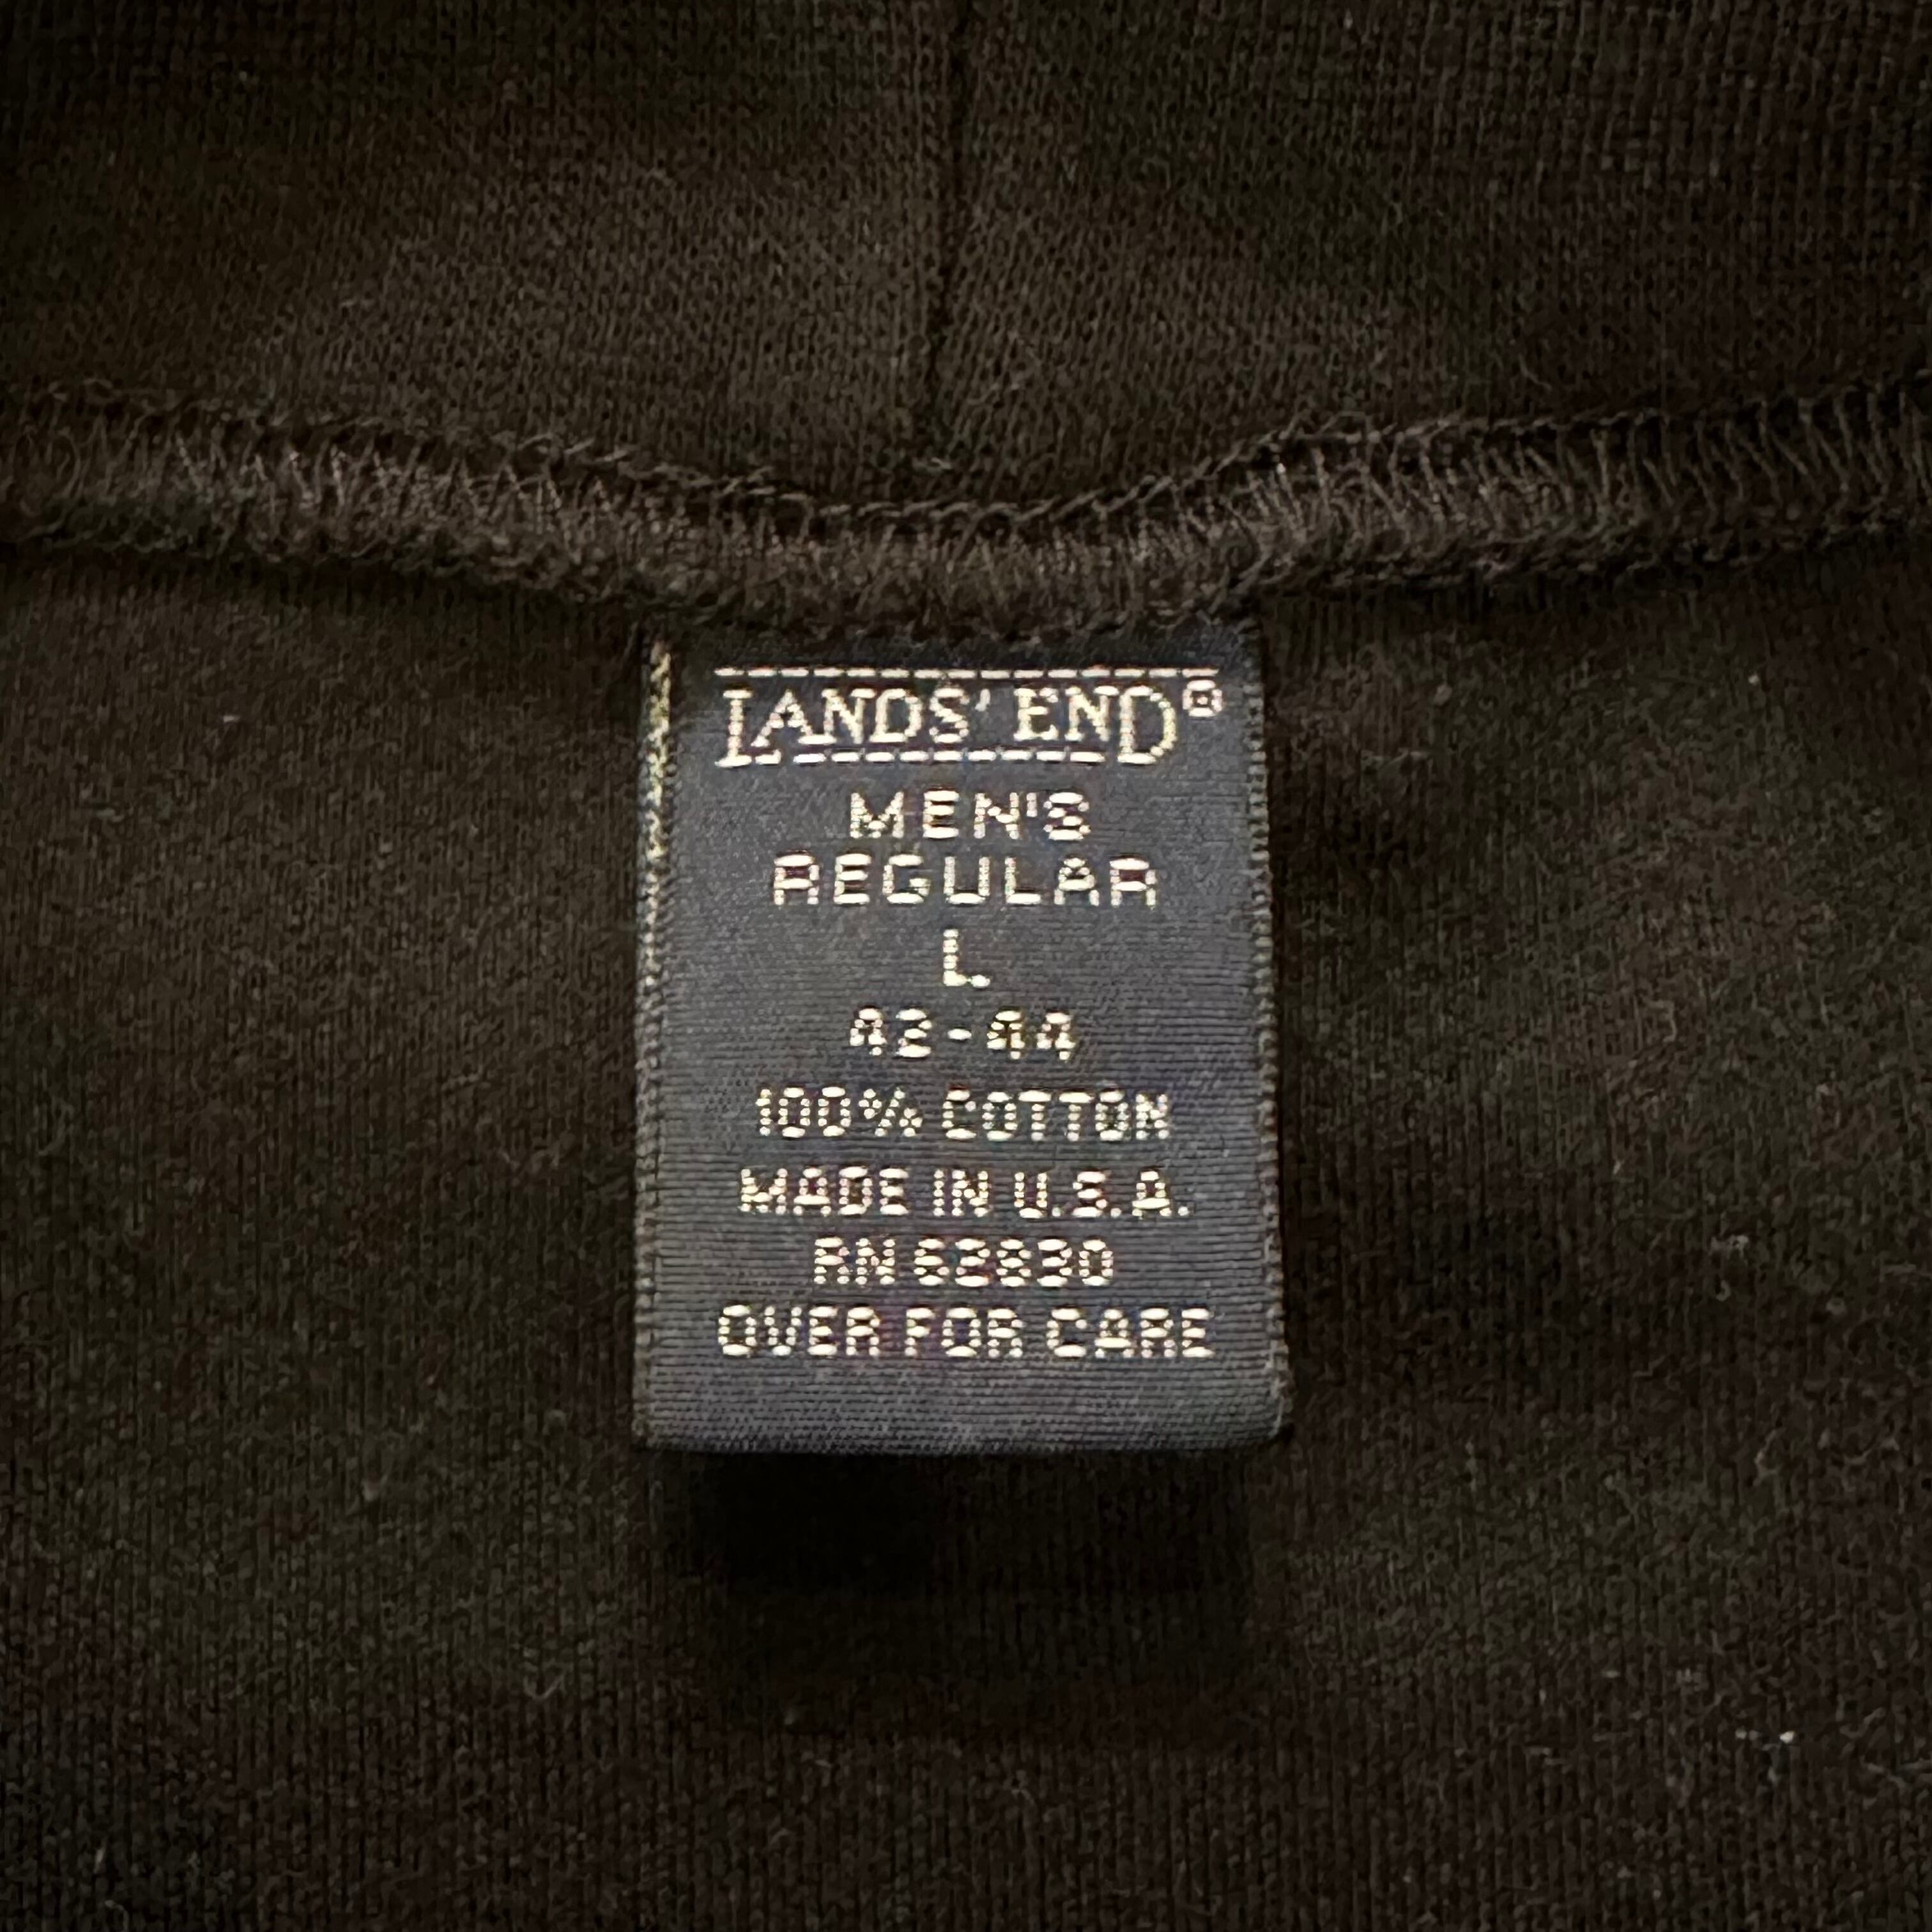 LANDS' END®
MEN'S
REGULAR
L
42-44
100% COTTON
MADE IN U.S.A.
RN 62830
OVER FOR CARE